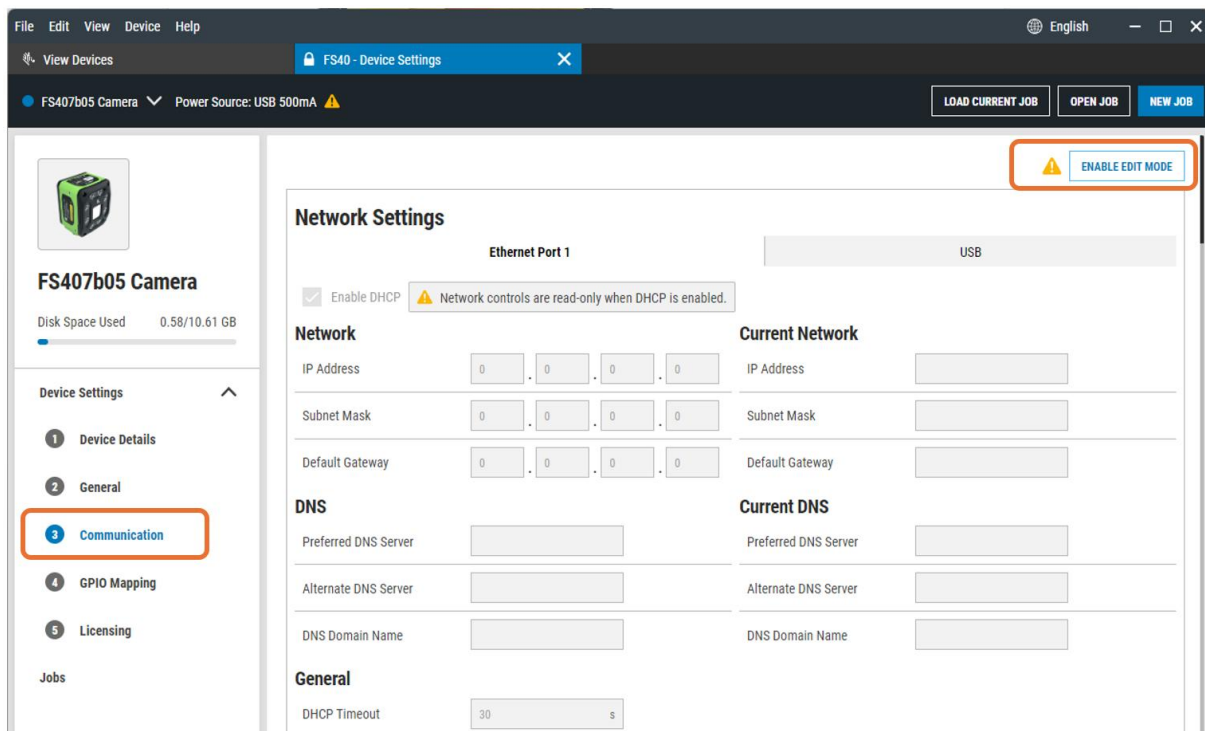 File Edit View Device Help English
View Devices FS40 - Device Settings
FS407b05 Camera Power Source: USB 500mA LOAD CURRENT JOB OPEN JOB NEW JOB
ENABLE EDIT MODE
FS407b05 Camera
Disk Space Used 0.58/10.61 GB
Device Settings
1 Device Details
2 General
3 Communication
4 GPIO Mapping
5 Licensing
Jobs
Network Settings
Ethernet Port 1 USB
Enable DHCP Network controls are read-only when DHCP is enabled.
Network Current Network
IP Address 0 . 0 . 0 . 0 IP Address
Subnet Mask 0 . 0 . 0 . 0 Subnet Mask
Default Gateway 0 . 0 . 0 . 0 Default Gateway
DNS Current DNS
Preferred DNS Server Preferred DNS Server
Alternate DNS Server Alternate DNS Server
DNS Domain Name DNS Domain Name
General
DHCP Timeout 30 s